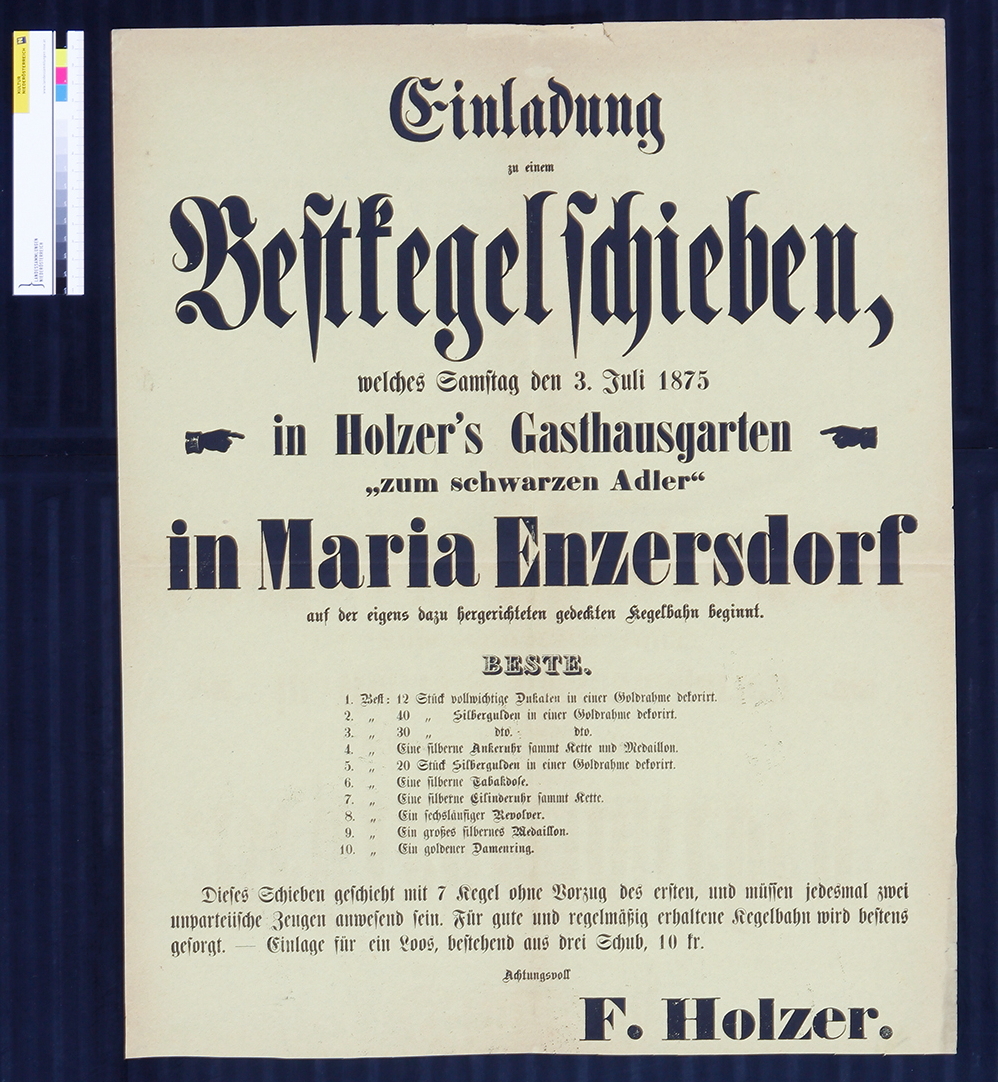 Einladung
zu einem
Bestkegelschieben,
welches Samstag den 3. Juli 1875
in Holzer's Gasthausgarten
„zum schwarzen Adler“
in Maria Enzersdorf
auf der eigens dazu hergerichteten gedeckten Kegelbahn beginnt.
BESTE.
1. Best: 12 Stück vollwichtige Dukaten in einer Goldrahme dekorirt.
2. „ 40 „ Silbergulden in einer Goldrahme dekorirt.
3. „ 30 „ dto. dto.
4. „ Eine silberne Ankeruhr sammt Kette und Medaillon.
5. „ 20 Stück Silbergulden in einer Goldrahme dekorirt.
6. „ Eine silberne Tabakdose.
7. „ Eine silberne Cilinderuhr sammt Kette.
8. „ Ein sechsläufiger Revolver.
9. „ Ein großes silbernes Medaillon.
10. „ Ein goldener Damenring.
Dieses Schieben geschieht mit 7 Kegel ohne Vorzug des ersten, und müssen jedesmal zwei
unparteiische Zeugen anwesend sein. Für gute und regelmäßig erhaltene Kegelbahn wird bestens
gesorgt. — Einlage für ein Loos, bestehend aus drei Schub, 10 kr.
Achtungsvoll
F. Holzer.
KULTUR
NIEDERÖSTERREICH
LANDESSAMMLUNGEN
NIEDERÖSTERREICH